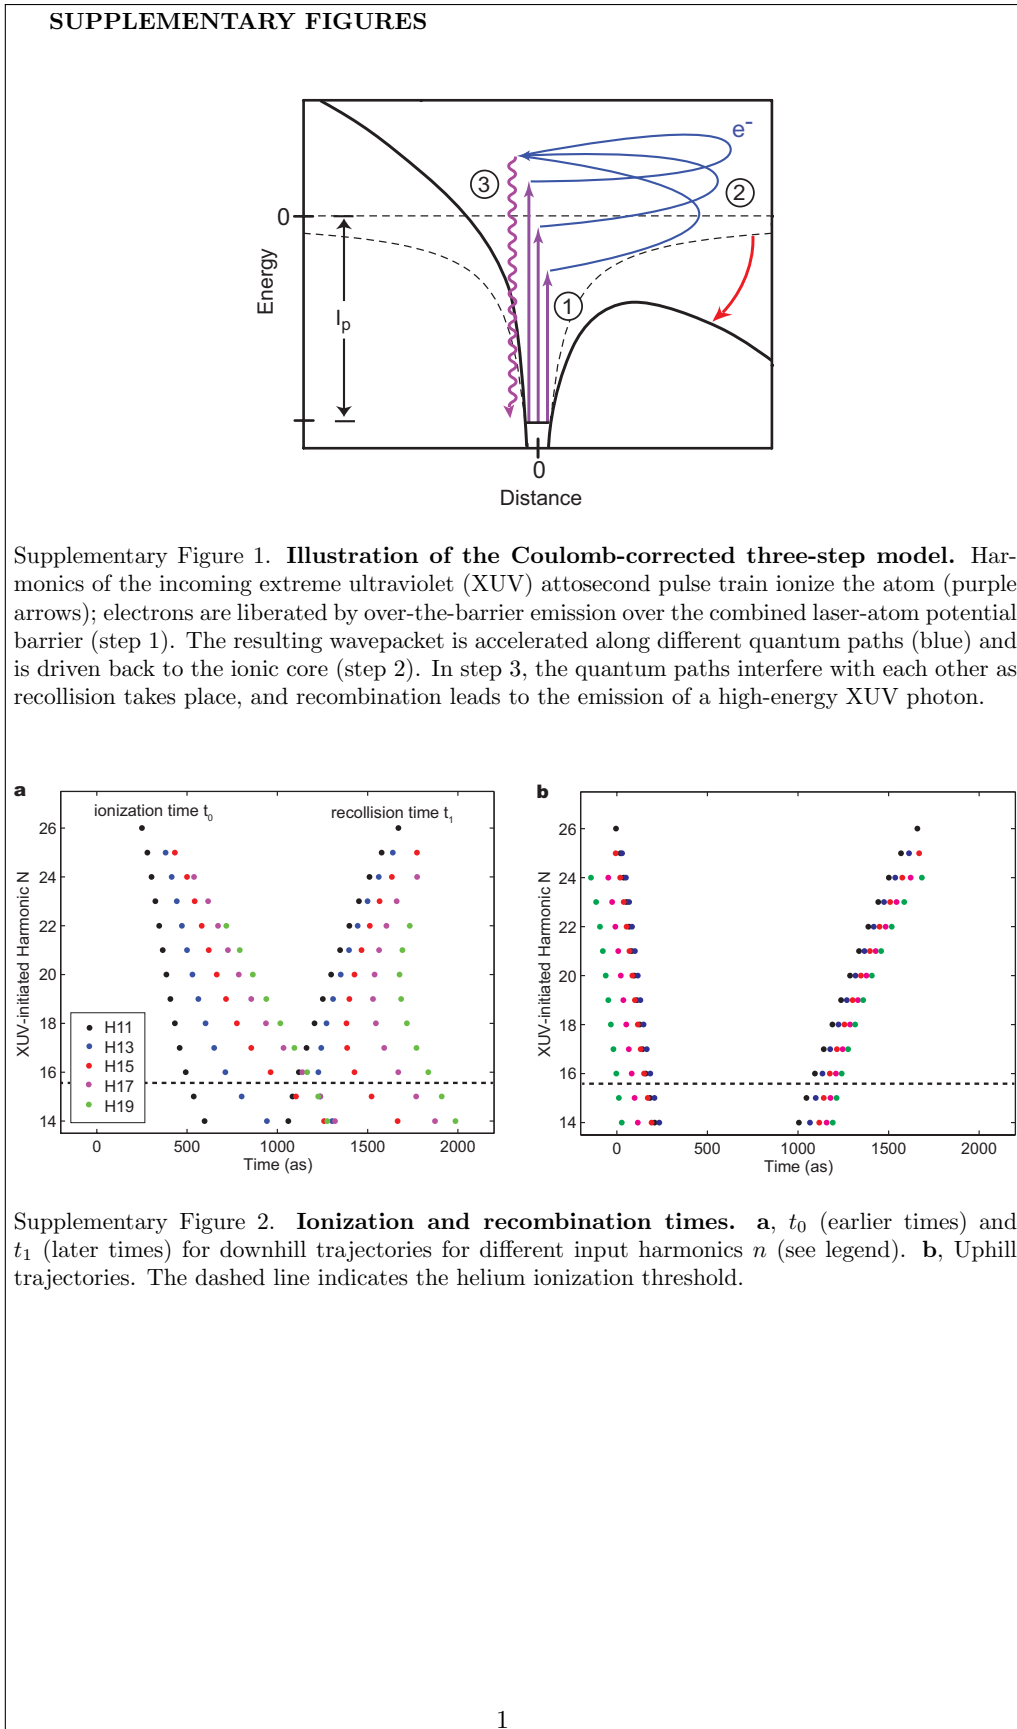 SUPPLEMENTARY FIGURES
e-
3
2
0
Energy
Ip
1
0
Distance
Supplementary Figure 1. Illustration of the Coulomb-corrected three-step model. Har-
monics of the incoming extreme ultraviolet (XUV) attosecond pulse train ionize the atom (purple
arrows); electrons are liberated by over-the-barrier emission over the combined laser-atom potential
barrier (step 1). The resulting wavepacket is accelerated along different quantum paths (blue) and
is driven back to the ionic core (step 2). In step 3, the quantum paths interfere with each other as
recollision takes place, and recombination leads to the emission of a high-energy XUV photon.
a
ionization time t0
recollision time t1
26
24
22
20
18
16
14
XUV-initiated Harmonic N
H11
H13
H15
H17
H19
0 500 1000 1500 2000
Time (as)
b
26
24
22
20
18
16
14
XUV-initiated Harmonic N
0 500 1000 1500 2000
Time (as)
Supplementary Figure 2. Ionization and recombination times. a, t0 (earlier times) and
t1 (later times) for downhill trajectories for different input harmonics n (see legend). b, Uphill
trajectories. The dashed line indicates the helium ionization threshold.
1